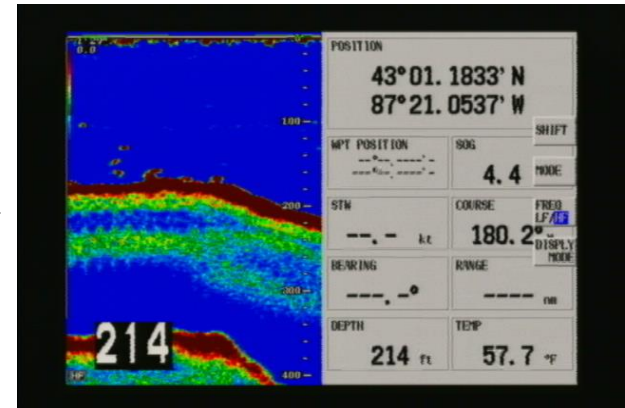 0.0
100
200
300
400
214
HF
POSITION
43°01.1833' N
87°21.0537' W
WPT POSITION
--°--.----'-
--°--.----'-
SOG
4.4
STW
--.- kt
COURSE
180.2°
BEARING
---.-°
RANGE
---- nm
DEPTH
214 ft
TEMP
57.7 °F
SHIFT
MODE
FREQ
LF/HF
DISPLY
MODE